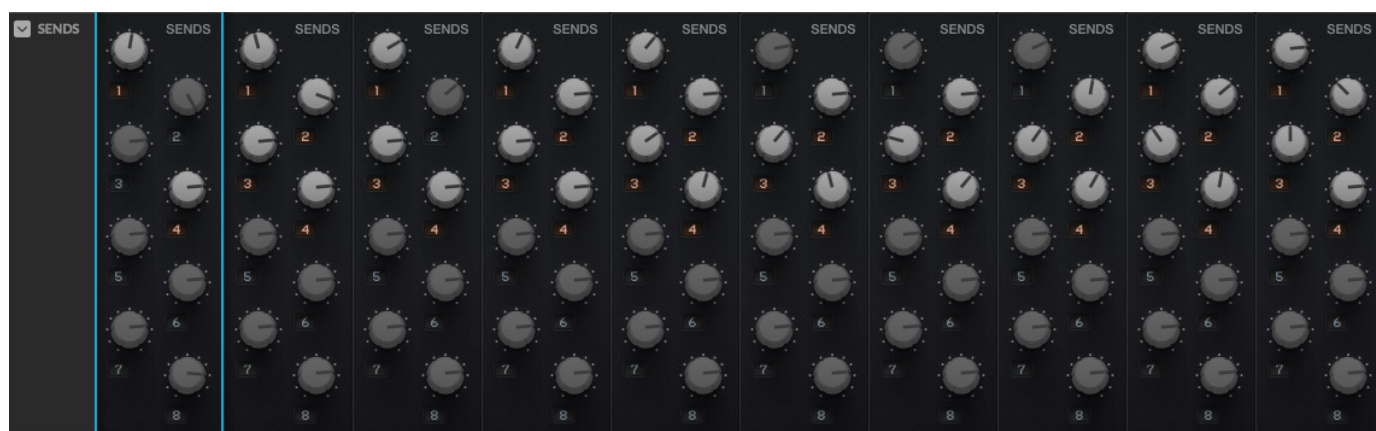 SENDS SENDS SENDS SENDS SENDS SENDS SENDS SENDS SENDS SENDS SENDS
1 1 1 1 1 1 1 1 1 1
2 2 2 2 2 2 2 2 2 2
3 3 3 3 3 3 3 3 3 3
4 4 4 4 4 4 4 4 4 4
5 5 5 5 5 5 5 5 5 5
6 6 6 6 6 6 6 6 6 6
7 7 7 7 7 7 7 7 7 7
8 8 8 8 8 8 8 8 8 8